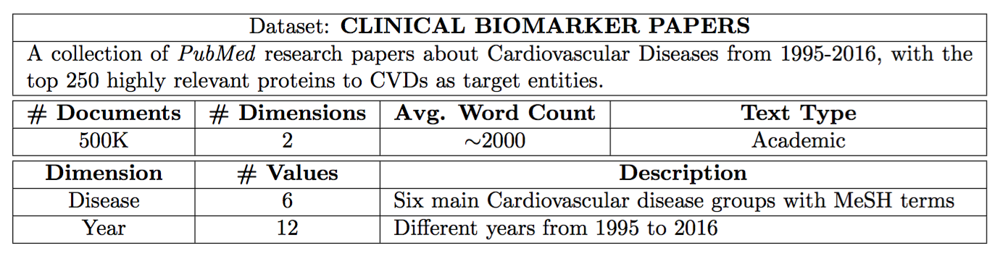 Dataset: CLINICAL BIOMARKER PAPERS
A collection of PubMed research papers about Cardiovascular Diseases from 1995-2016, with the
top 250 highly relevant proteins to CVDs as target entities.
# Documents # Dimensions Avg. Word Count Text Type
500K 2 ~2000 Academic
Dimension # Values Description
Disease 6 Six main Cardiovascular disease groups with MeSH terms
Year 12 Different years from 1995 to 2016